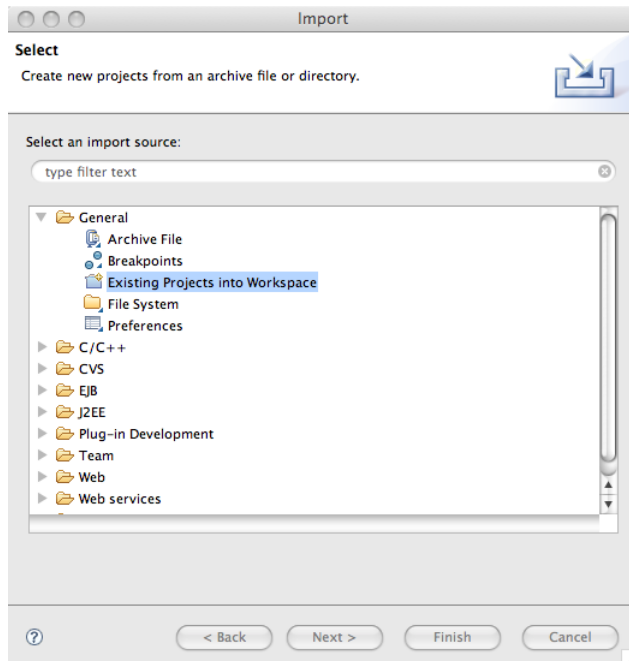 Import
Select
Create new projects from an archive file or directory.
Select an import source:
type filter text
General
Archive File
Breakpoints
Existing Projects into Workspace
File System
Preferences
C/C++
CVS
EJB
J2EE
Plug-in Development
Team
Web
Web services
?
< Back Next > Finish Cancel